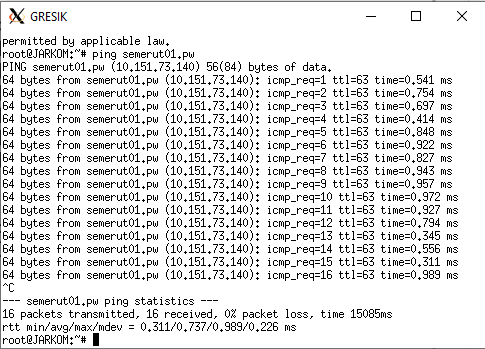 GRESIK
permitted by applicable law.
root@JARKOM:~# ping semerut01.pw
PING semerut01.pw (10.151.73.140) 56(84) bytes of data.
64 bytes from semerut01.pw (10.151.73.140): icmp_req=1 ttl=63 time=0.541 ms
64 bytes from semerut01.pw (10.151.73.140): icmp_req=2 ttl=63 time=0.754 ms
64 bytes from semerut01.pw (10.151.73.140): icmp_req=3 ttl=63 time=0.697 ms
64 bytes from semerut01.pw (10.151.73.140): icmp_req=4 ttl=63 time=0.414 ms
64 bytes from semerut01.pw (10.151.73.140): icmp_req=5 ttl=63 time=0.848 ms
64 bytes from semerut01.pw (10.151.73.140): icmp_req=6 ttl=63 time=0.922 ms
64 bytes from semerut01.pw (10.151.73.140): icmp_req=7 ttl=63 time=0.827 ms
64 bytes from semerut01.pw (10.151.73.140): icmp_req=8 ttl=63 time=0.943 ms
64 bytes from semerut01.pw (10.151.73.140): icmp_req=9 ttl=63 time=0.957 ms
64 bytes from semerut01.pw (10.151.73.140): icmp_req=10 ttl=63 time=0.972 ms
64 bytes from semerut01.pw (10.151.73.140): icmp_req=11 ttl=63 time=0.927 ms
64 bytes from semerut01.pw (10.151.73.140): icmp_req=12 ttl=63 time=0.794 ms
64 bytes from semerut01.pw (10.151.73.140): icmp_req=13 ttl=63 time=0.345 ms
64 bytes from semerut01.pw (10.151.73.140): icmp_req=14 ttl=63 time=0.556 ms
64 bytes from semerut01.pw (10.151.73.140): icmp_req=15 ttl=63 time=0.311 ms
64 bytes from semerut01.pw (10.151.73.140): icmp_req=16 ttl=63 time=0.989 ms
^C
--- semerut01.pw ping statistics ---
16 packets transmitted, 16 received, 0% packet loss, time 15085ms
rtt min/avg/max/mdev = 0.311/0.737/0.989/0.226 ms
root@JARKOM:~#